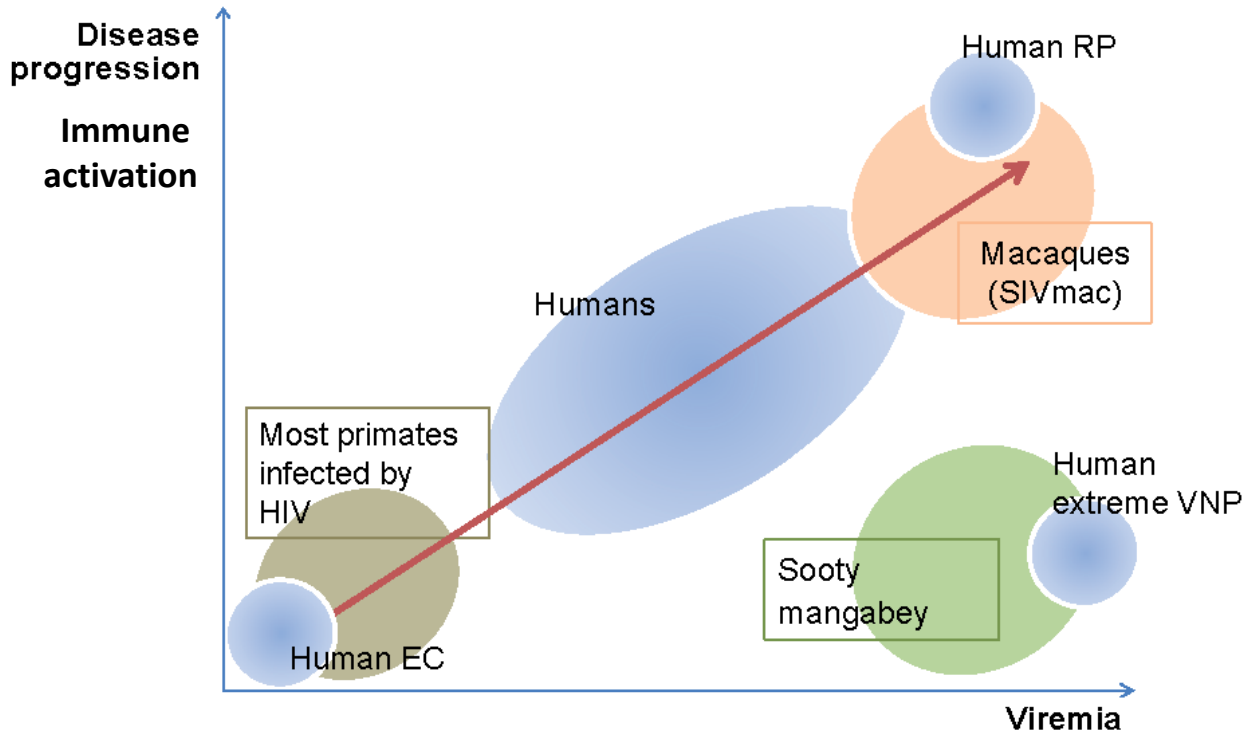 Disease
progression
Immune
activation
Human RP
Macaques
(SIVmac)
Humans
Most primates
infected by
HIV
Human
extreme VNP
Sooty
mangabey
Human EC
Viremia